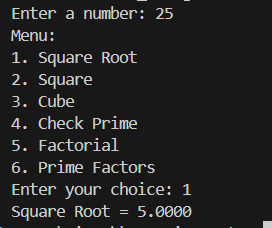 Enter a number: 25
Menu:
1. Square Root
2. Square
3. Cube
4. Check Prime
5. Factorial
6. Prime Factors
Enter your choice: 1
Square Root = 5.0000